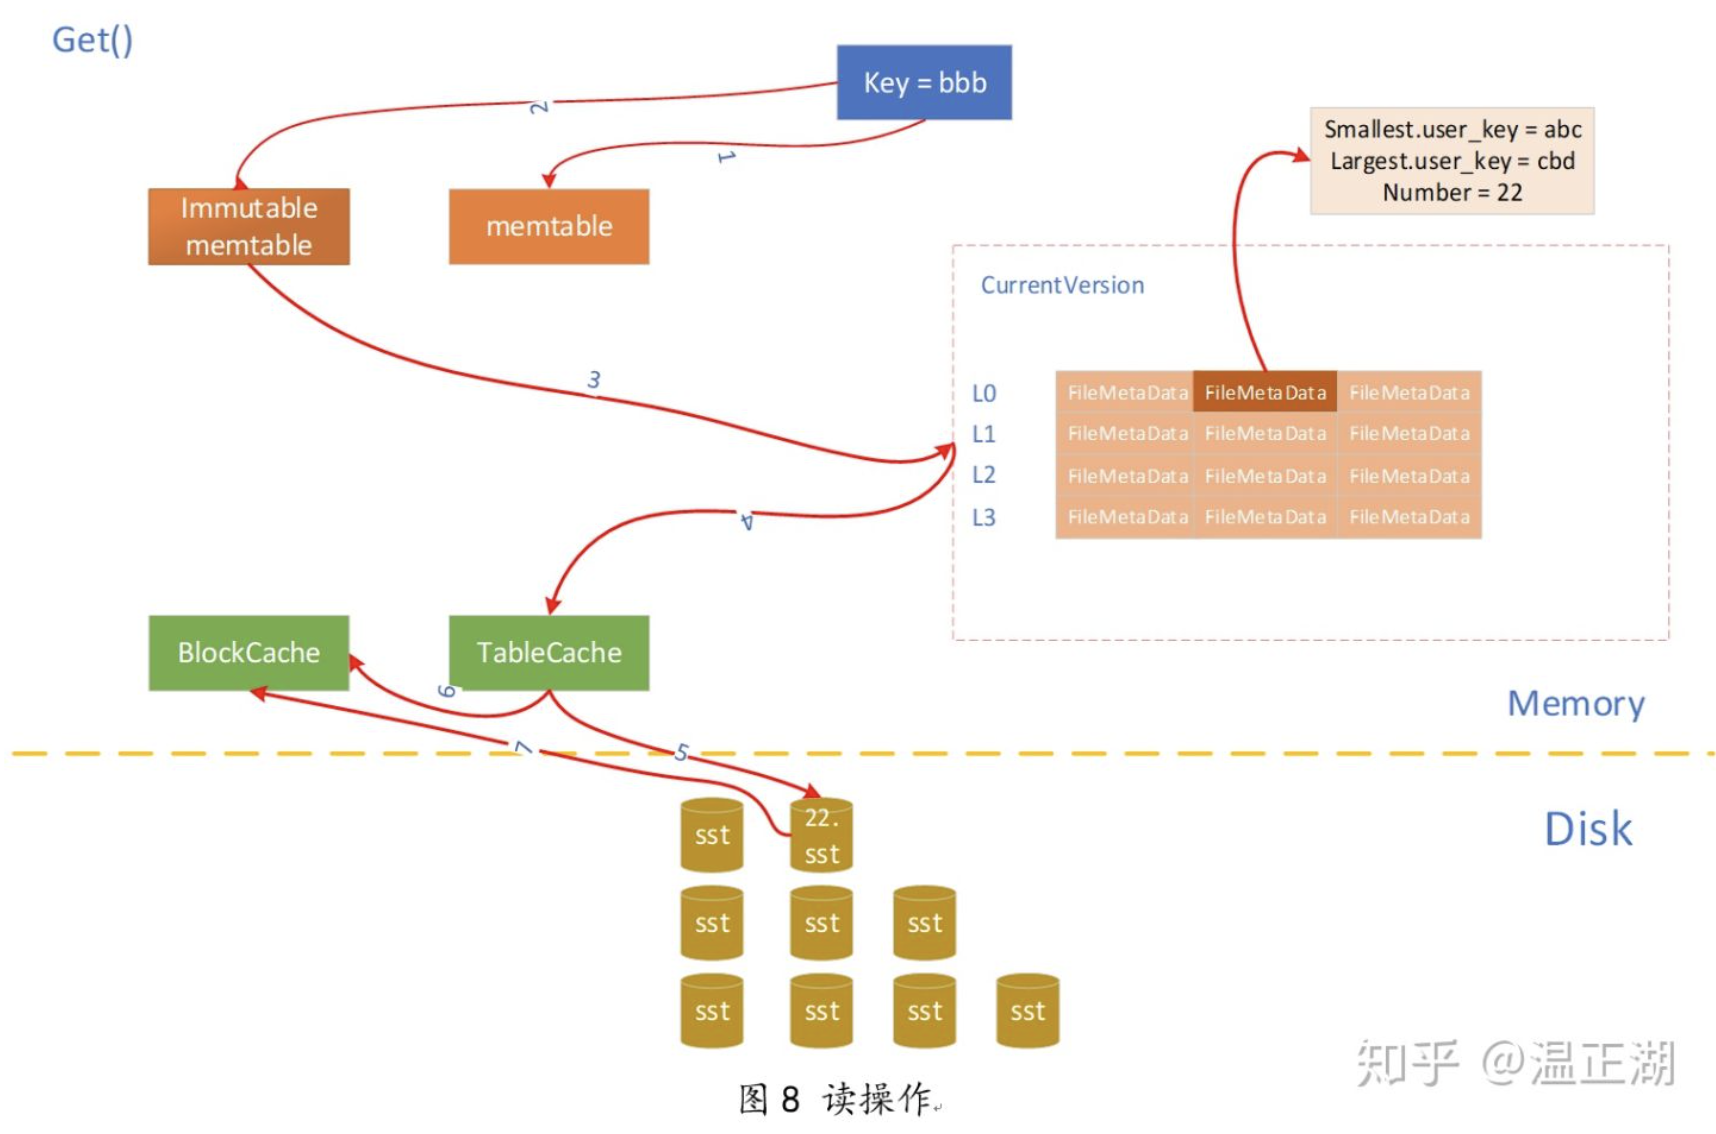 Get()
Key = bbb
2
1
Smallest.user_key = abc
Largest.user_key = cbd
Number = 22
Immutable
memtable
memtable
CurrentVersion
3
L0 FileMetaData FileMetaData FileMetaData
L1 FileMetaData FileMetaData FileMetaData
L2 FileMetaData FileMetaData FileMetaData
L3 FileMetaData FileMetaData FileMetaData
4
BlockCache
TableCache
6
Memory
7
5
sst
22.
sst
Disk
sst sst sst
sst sst sst sst
知乎 @温正湖
图 8 读操作